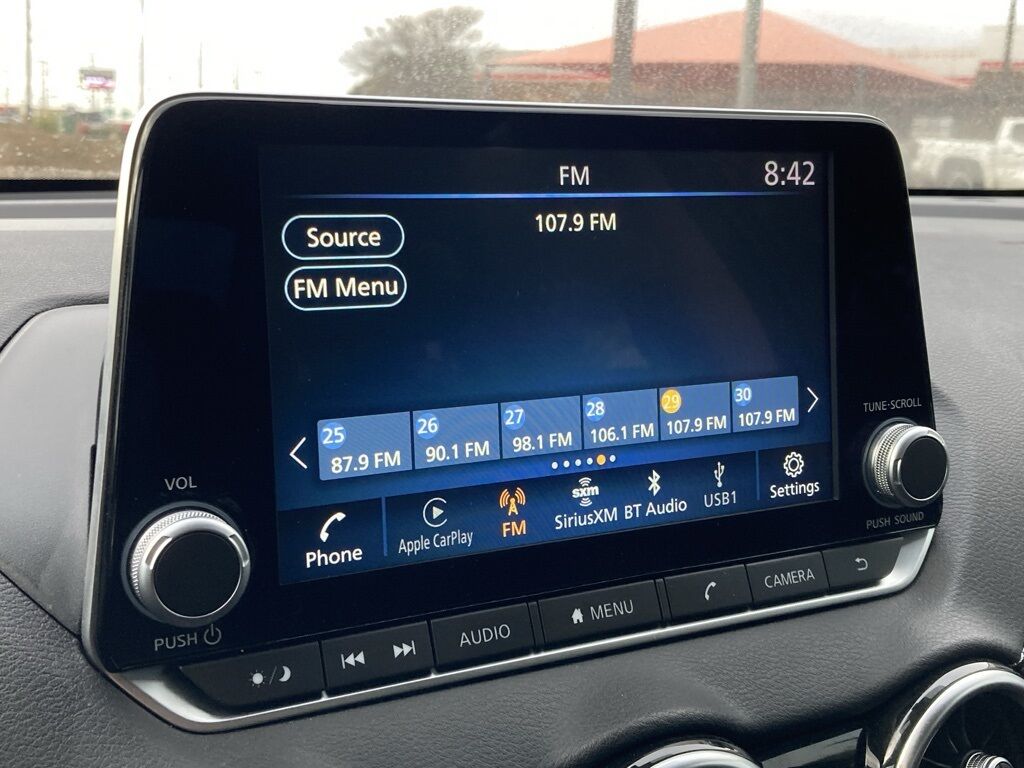 FM 8:42
107.9 FM
Source
FM Menu
25 26 27 28 29 30
87.9 FM 90.1 FM 98.1 FM 106.1 FM 107.9 FM 107.9 FM
Phone
Apple CarPlay
FM
sxm
SiriusXM
BT Audio
USB1
Settings
VOL
PUSH
TUNE·SCROLL
PUSH SOUND
AUDIO
MENU
CAMERA